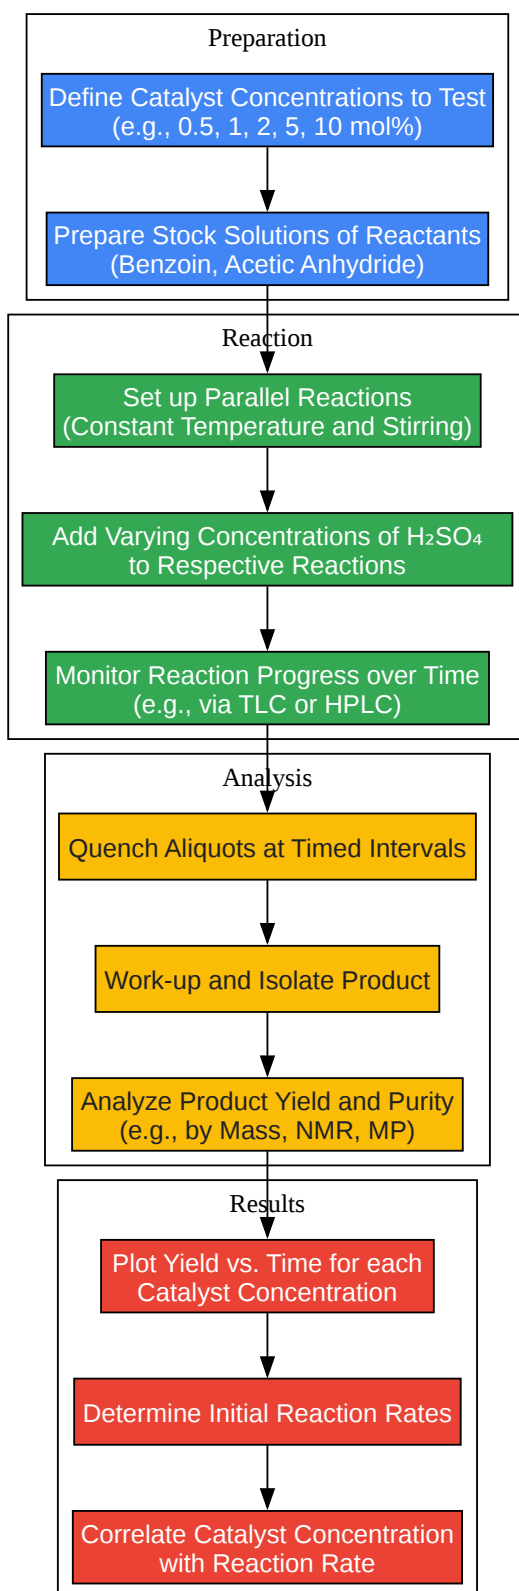 Preparation
Define Catalyst Concentrations to Test
(e.g., 0.5, 1, 2, 5, 10 mol%)
Prepare Stock Solutions of Reactants
(Benzoin, Acetic Anhydride)
Reaction
Set up Parallel Reactions
(Constant Temperature and Stirring)
Add Varying Concentrations of H₂SO₄
to Respective Reactions
Monitor Reaction Progress over Time
(e.g., via TLC or HPLC)
Analysis
Quench Aliquots at Timed Intervals
Work-up and Isolate Product
Analyze Product Yield and Purity
(e.g., by Mass, NMR, MP)
Results
Plot Yield vs. Time for each
Catalyst Concentration
Determine Initial Reaction Rates
Correlate Catalyst Concentration
with Reaction Rate